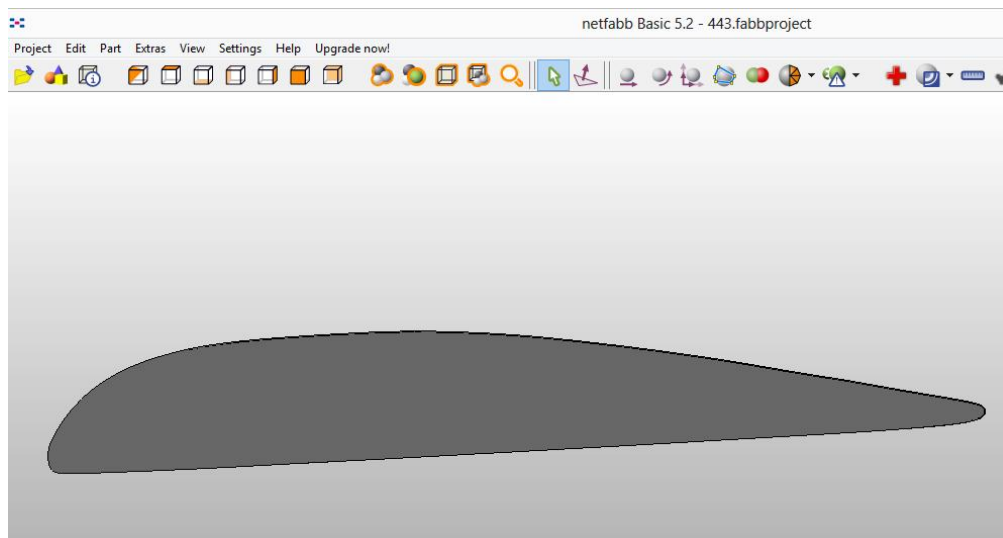 netfabb Basic 5.2 - 443.fabbproject
Project Edit Part Extras View Settings Help Upgrade now!